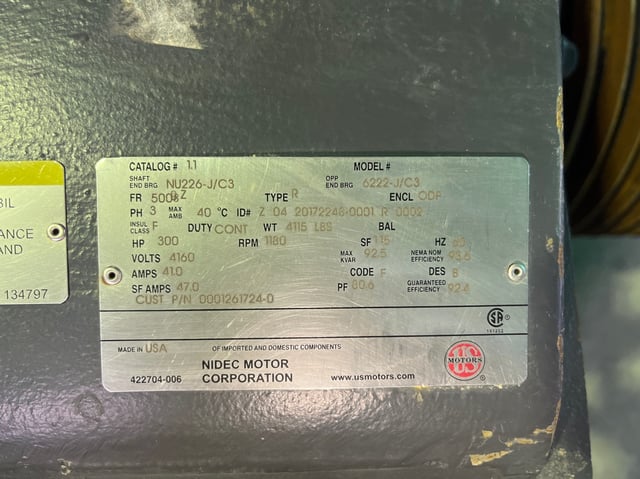 CATALOG # 1.1 MODEL#
SHAFT END BRG NU226-J/C3 OPP END BRG 6222-J/C3
FR TYPE R ENCL ODP
PH 3 MAX AMB 40 °C ID# Z 04 20172248-0001 R 0002
INSUL CLASS F DUTY CONT WT 4115 LBS BAL
HP 300 RPM 1180 SF 1.15 HZ 60
VOLTS 4160 MAX KVAR 92.5 NEMA NOM EFFICIENCY 93.6
AMPS 41.0 CODE F DES B
SF AMPS 47.0 PF 80.6 GUARANTEED EFFICIENCY 92.4
CUST P/N 0001261724-0
SA ®
MADE IN USA OF IMPORTED AND DOMESTIC COMPONENTS
NIDEC MOTOR
CORPORATION
422704-006 www.usmotors.com
US MOTORS ®
BIL
ANCE
AND
134797